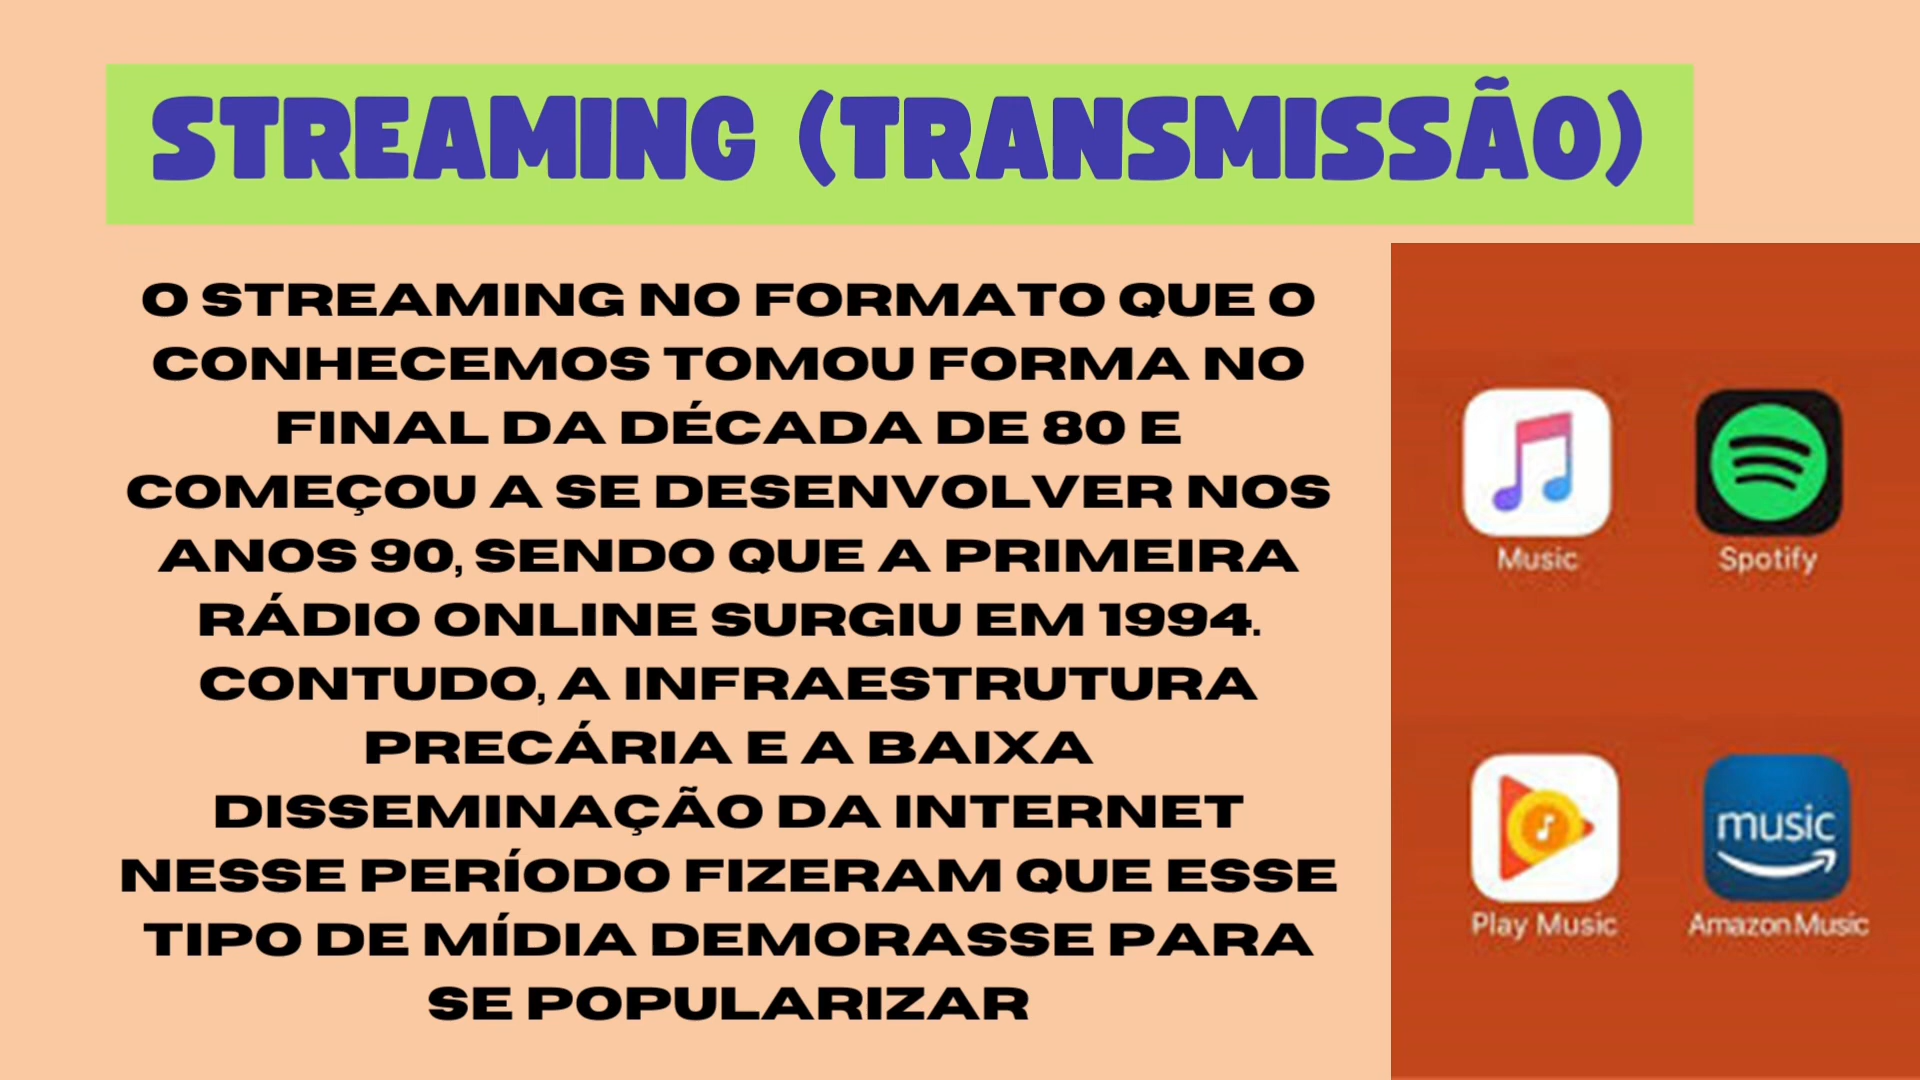 STREAMING (TRANSMISSÃO)
O STREAMING NO FORMATO QUE O
CONHECEMOS TOMOU FORMA NO
FINAL DA DÉCADA DE 80 E
COMEÇOU A SE DESENVOLVER NOS
ANOS 90, SENDO QUE A PRIMEIRA
RÁDIO ONLINE SURGIU EM 1994.
CONTUDO, A INFRAESTRUTURA
PRECÁRIA E A BAIXA
DISSEMINAÇÃO DA INTERNET
NESSE PERÍODO FIZERAM QUE ESSE
TIPO DE MÍDIA DEMORASSE PARA
SE POPULARIZAR
Music
Spotify
music
Play Music
Amazon Music